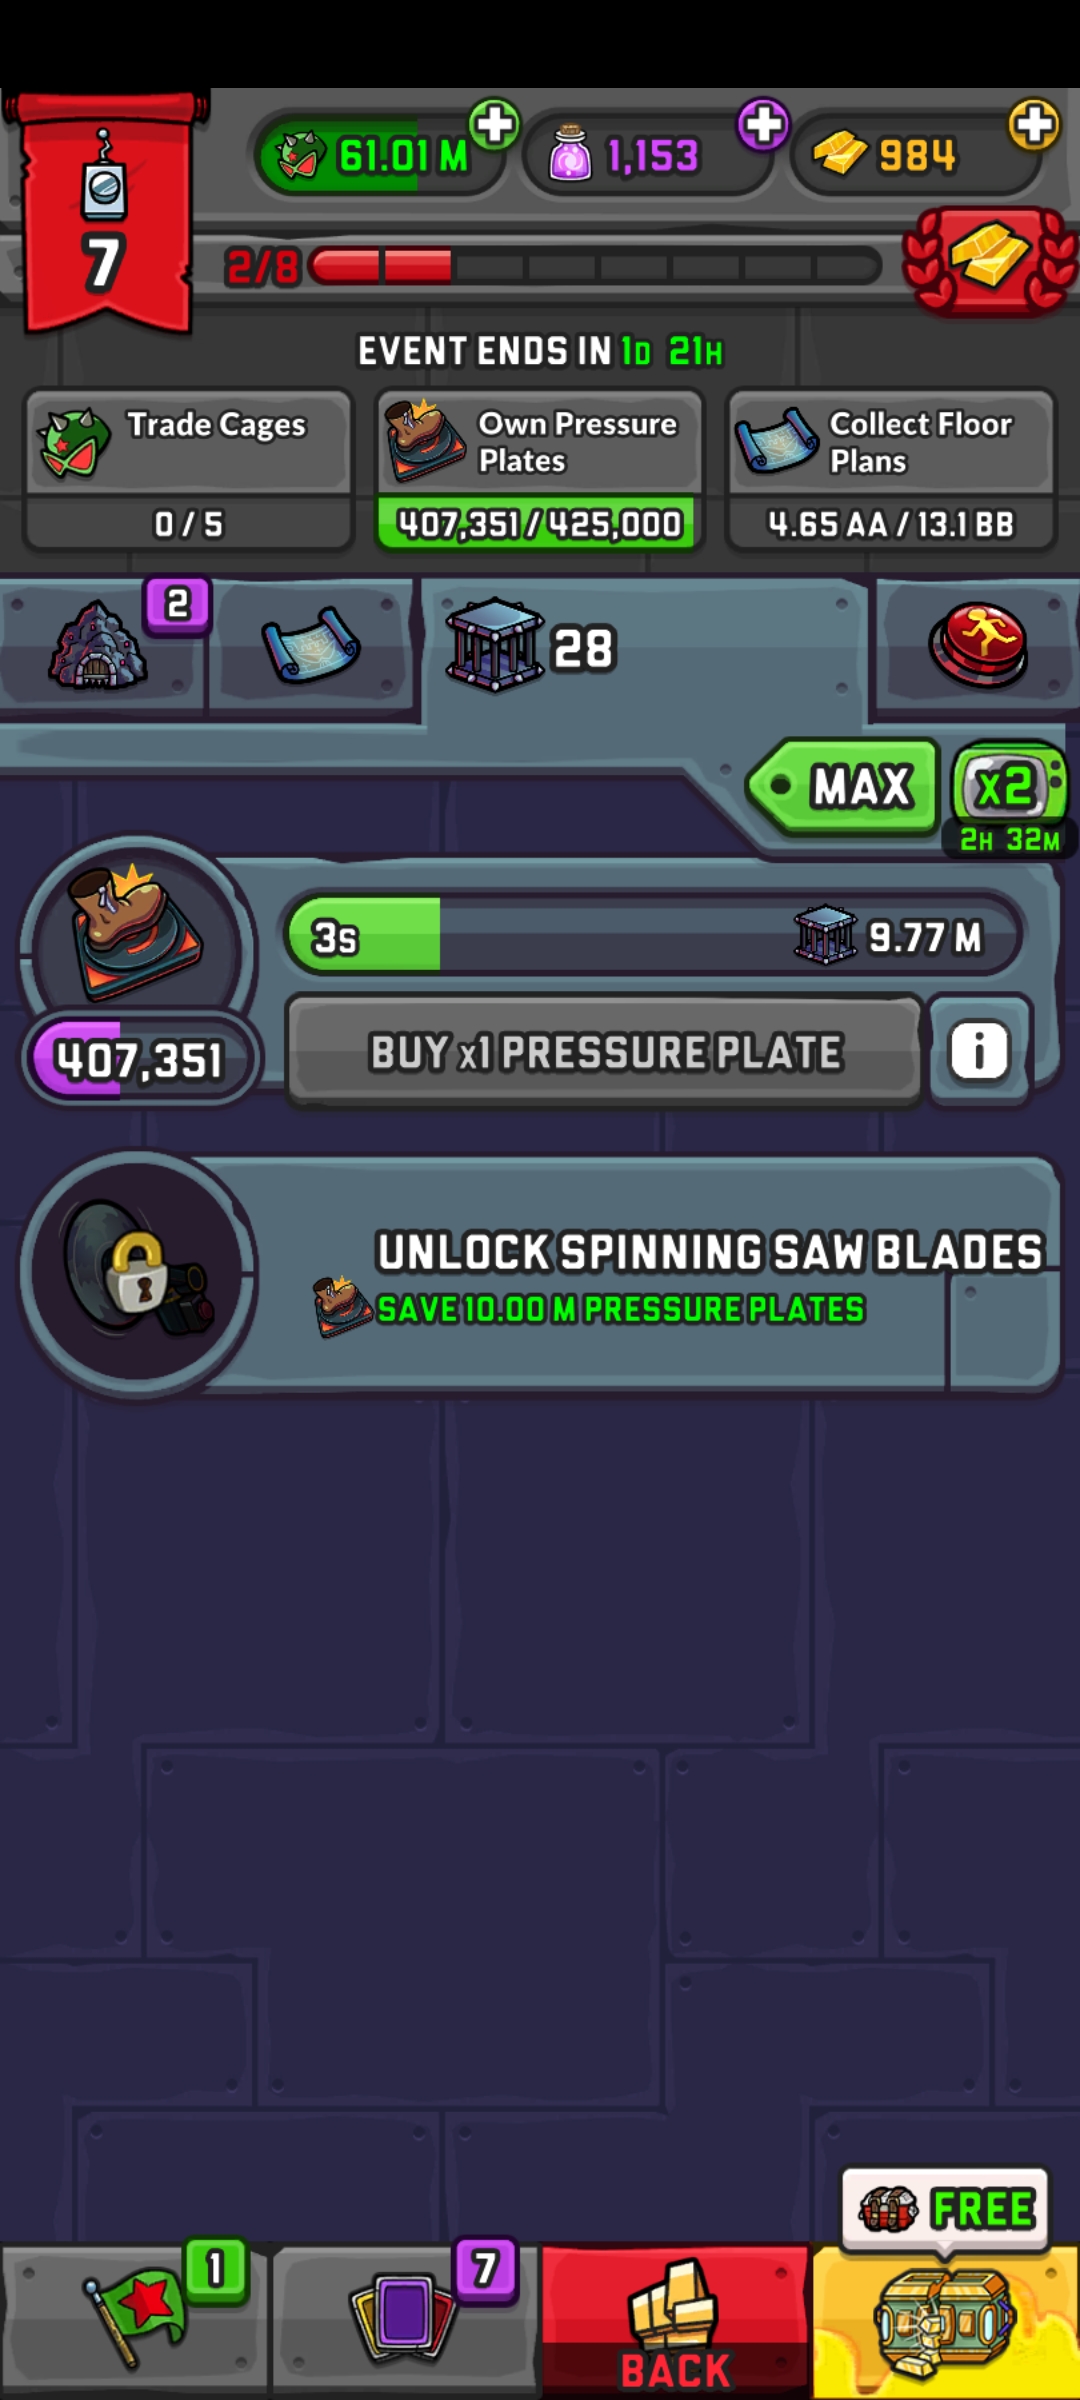 61.01 M
1,153
984
7
2/8
EVENT ENDS IN 1D 21H
Trade Cages
0 / 5
Own Pressure
Plates
407,351 / 425,000
Collect Floor
Plans
4.65 AA / 13.1 BB
2
28
MAX
x2
2H 32M
3s
9.77 M
407,351
BUY x1 PRESSURE PLATE
i
UNLOCK SPINNING SAW BLADES
SAVE 10.00 M PRESSURE PLATES
FREE
1
7
BACK